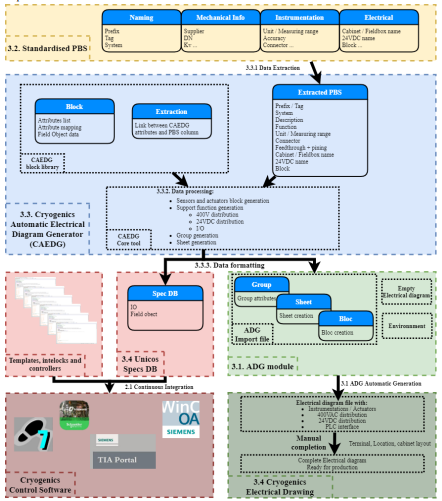 Naming
Prefix
Tag
System
Mechanical Info
Supplier
DN
Kv ...
Instrumentation
Unit / Measuring range
Accuracy
Connector ...
Electrical
Cabinet / Fieldbox name
24VDC name
Block ...
3.2. Standardised PBS
3.3.1 Data Extraction
Block
Attributes list
Attribute mapping
Field Object data
Extraction
Link between CAEDG
attributes and PBS column
CAEDG
block library
Extracted PBS
Prefix / Tag
System
Description
Function
Unit / Measuring range
Connector
Feedthrough + pining
Cabinet / Fieldbox name
24VDC name
Block
3.3.2. Data processing:
• Sensors and actuators block generation
• Support function generation
○ 400V distribution
○ 24VDC distribution
○ I/O
• Group generation
• Sheet generation
CAEDG
Core tool
3.3. Cryogenics
Automatic Electrical
Diagram Generator
(CAEDG)
3.3.3. Data formatting
Templates, intelocks and
controllers
Spec DB
IO
Field obect
3.4 Unicos
Specs DB
Group
Group attributes
Sheet
Sheet creation
Bloc
Bloc creation
ADG
Import file
Empty
Electrical diagram
Environment
3.1. ADG module
2.1 Continuous Integration
3.1 ADG Automatic Generation
WinC
OA
SIEMENS
SIEMENS
TIA Portal
Cryogenics
Control Software
Electrical diagram file with:
• Instrumentations / Actuators
• 400VAC distribution
• 24VDC distribution
• PLC interface
Manual
completion
Terminal, Location, cabinet layout
Complete Electrical diagram
Ready for production
3.4 Cryogenics
Electrical Drawing